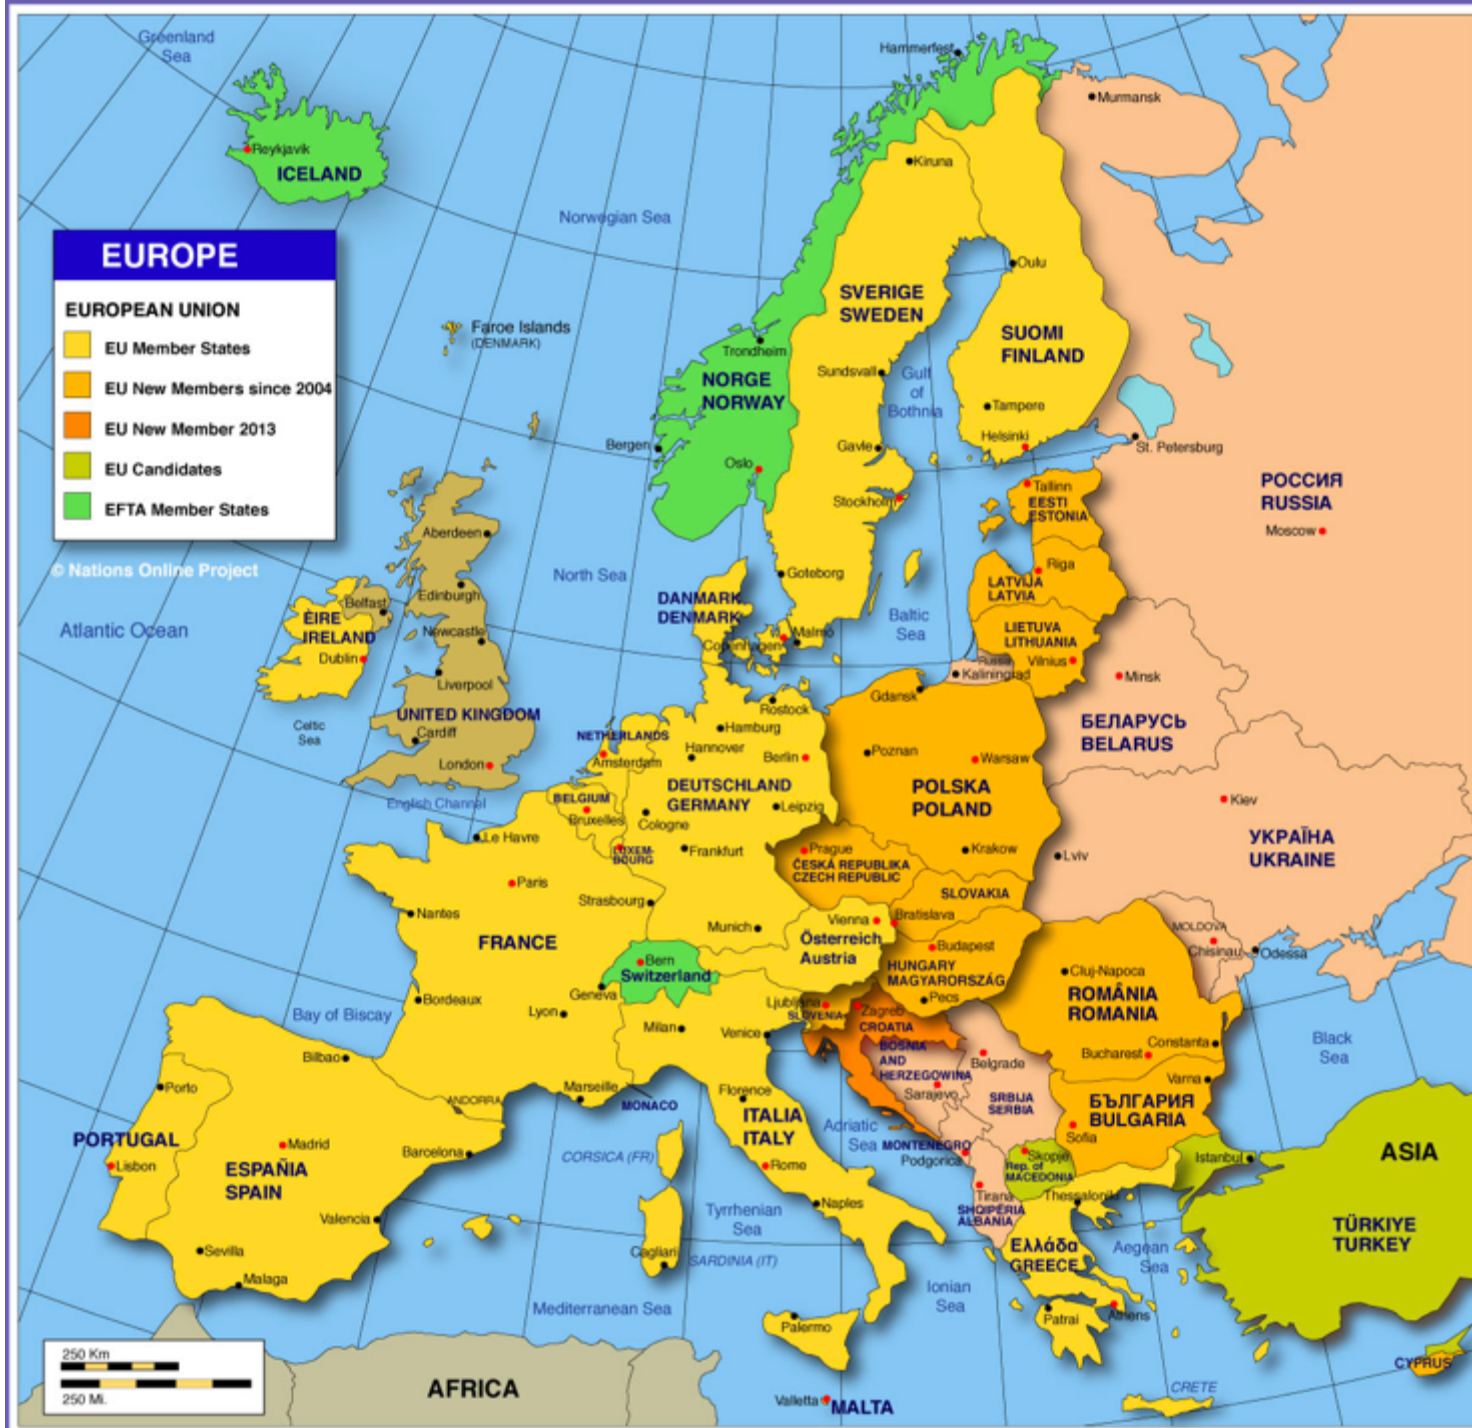 Greenland
Sea
Hammerfest
Murmansk
Reykjavik
ICELAND
Kiruna
Norwegian Sea
EUROPE
EUROPEAN UNION
EU Member States
EU New Members since 2004
EU New Member 2013
EU Candidates
EFTA Member States
© Nations Online Project
Oulu
SVERIGE
SWEDEN
SUOMI
FINLAND
Faroe Islands
(DENMARK)
Trondheim
NORGE
NORWAY
Sundsvall
Gulf
of
Bothnia
Tampere
Helsinki
St. Petersburg
Bergen
Gavle
Oslo
Stockholm
Tallinn
EESTI
ESTONIA
РОССИЯ
RUSSIA
Moscow
Aberdeen
North Sea
Goteborg
Riga
LATVIJA
LATVIA
Edinburgh
Belfast
ÈIRE
IRELAND
Dublin
Newcastle
Atlantic Ocean
DANMARK
DENMARK
Copenhagen
Malmö
Baltic
Sea
LIETUVA
LITHUANIA
Vilnius
Russia
Kaliningrad
Minsk
Liverpool
UNITED KINGDOM
Cardiff
London
Celtic
Sea
English Channel
Gdansk
Rostock
Hamburg
NETHERLANDS
Amsterdam
Hannover
Berlin
Poznan
Warsaw
БЕЛАРУСЬ
BELARUS
DEUTSCHLAND
GERMANY
Leipzig
POLSKA
POLAND
BELGIUM
Bruxelles
Cologne
Kiev
Le Havre
LUXEM-
BOURG
Frankfurt
Prague
ČESKÁ REPUBLIKA
CZECH REPUBLIC
Krakow
Lviv
УКРАЇНА
UKRAINE
Paris
Strasbourg
SLOVAKIA
Nantes
Munich
Vienna
Bratislava
Österreich
Austria
Budapest
HUNGARY
MAGYARORSZÁG
Pecs
MOLDOVA
Chisinau
Odessa
FRANCE
Bern
Switzerland
Geneva
Cluj-Napoca
ROMÂNIA
ROMANIA
Bordeaux
Lyon
Milan
Venice
Ljubljana
SLOVENIA
Zagreb
CROATIA
Bay of Biscay
Bilbao
BOSNIA
AND
HERZEGOWINA
Sarajevo
Belgrade
Bucharest
Constanta
Black
Sea
Porto
Marseille
MONACO
Florence
ANDORRA
SRBIJA
SERBIA
Varna
БЪЛГАРИЯ
BULGARIA
Sofia
PORTUGAL
Lisbon
Madrid
ESPAÑIA
SPAIN
Barcelona
CORSICA (FR)
ITALIA
ITALY
Rome
Adriatic
Sea
MONTENEGRO
Podgorica
Skopje
Rep. of
MACEDONIA
Istanbul
ASIA
Tirana
SHQIPËRIA
ALBANIA
Thessaloniki
Valencia
Naples
Tyrrhenian
Sea
Cagliari
SARDINIA (IT)
Sevilla
Malaga
Ελλάδα
GREECE
Aegean
Sea
TÜRKIYE
TURKEY
Mediterranean Sea
Ionian
Sea
Palermo
Patrai
Athens
250 Km
250 Mi.
AFRICA
Valletta
MALTA
CRETE
CYPRUS